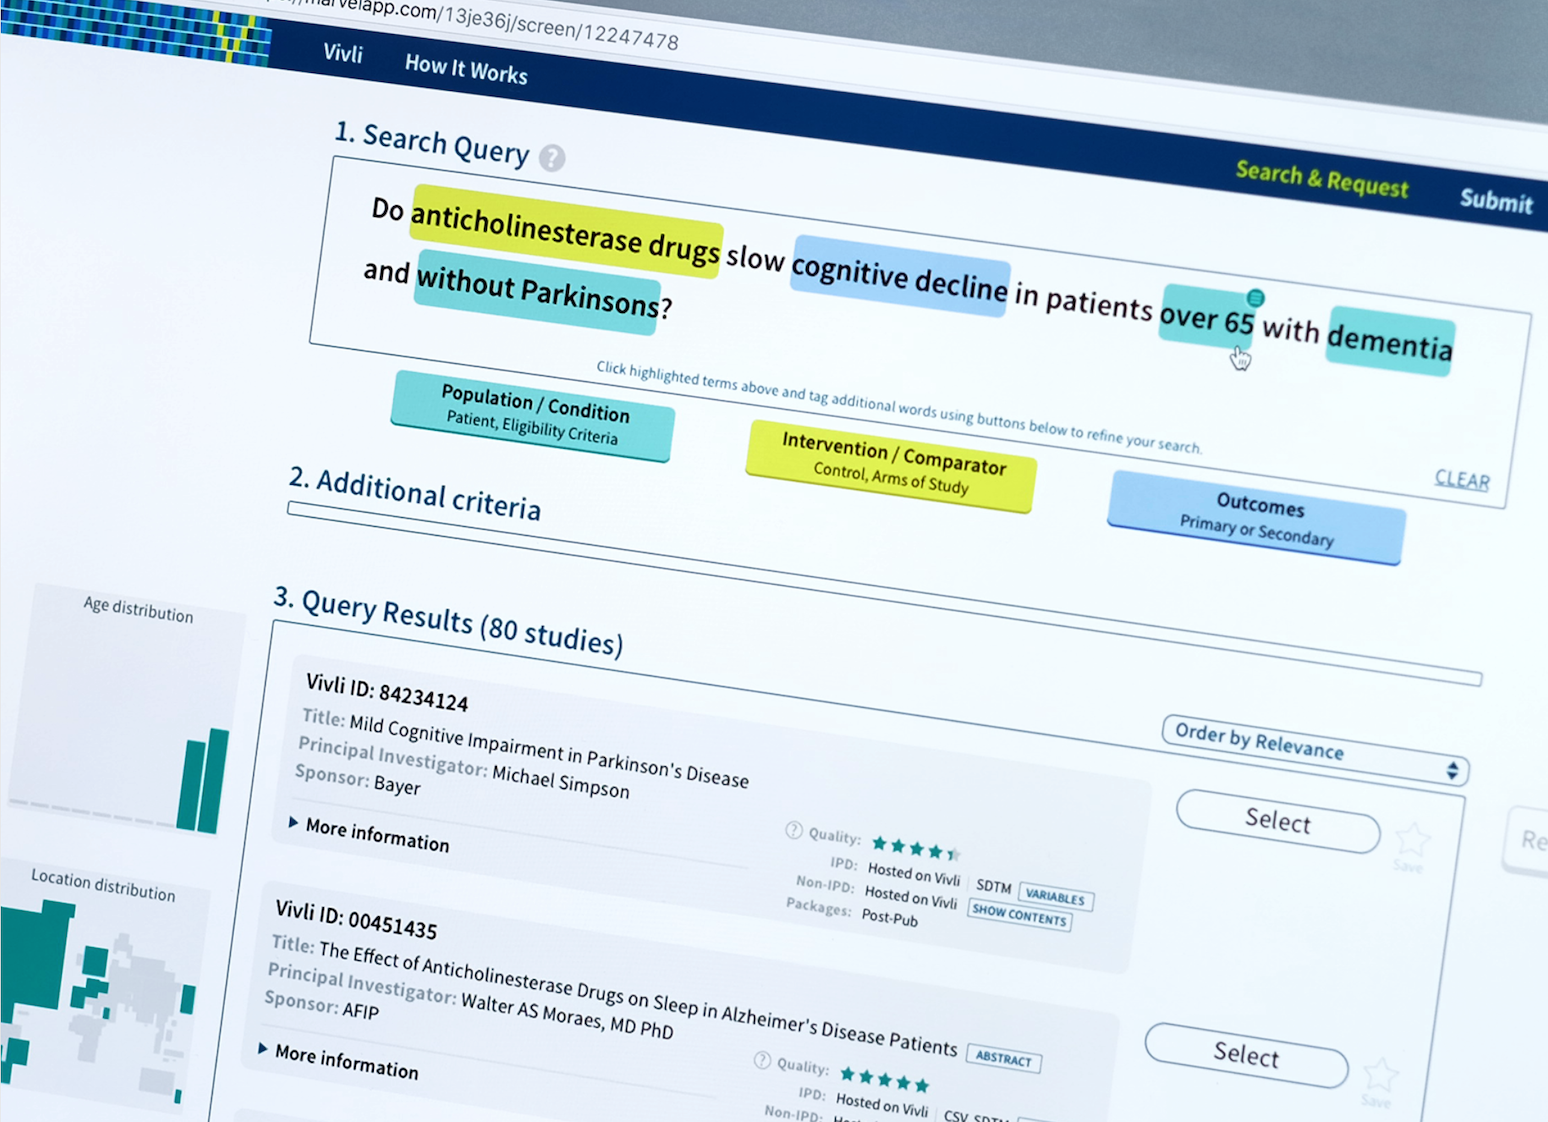 marvelapp.com/13je36j/screen/12247478
Vivli
How It Works
Search & Request
Submit
1. Search Query ?
Do anticholinesterase drugs slow cognitive decline in patients over 65 with dementia
and without Parkinsons?
Click highlighted terms above and tag additional words using buttons below to refine your search.
CLEAR
Population / Condition
Patient, Eligibility Criteria
Intervention / Comparator
Control, Arms of Study
Outcomes
Primary or Secondary
2. Additional criteria
3. Query Results (80 studies)
Order by Relevance
Age distribution
Location distribution
Vivli ID: 84234124
Title: Mild Cognitive Impairment in Parkinson's Disease
Principal Investigator: Michael Simpson
Sponsor: Bayer
More information
? Quality:
IPD: Hosted on Vivli SDTM VARIABLES
Non-IPD: Hosted on Vivli SHOW CONTENTS
Packages: Post-Pub
Select
Save
Vivli ID: 00451435
Title: The Effect of Anticholinesterase Drugs on Sleep in Alzheimer's Disease Patients ABSTRACT
Principal Investigator: Walter AS Moraes, MD PhD
Sponsor: AFIP
More information
? Quality:
IPD: Hosted on Vivli CSV, SDTM
Non-IPD:
Select
Save